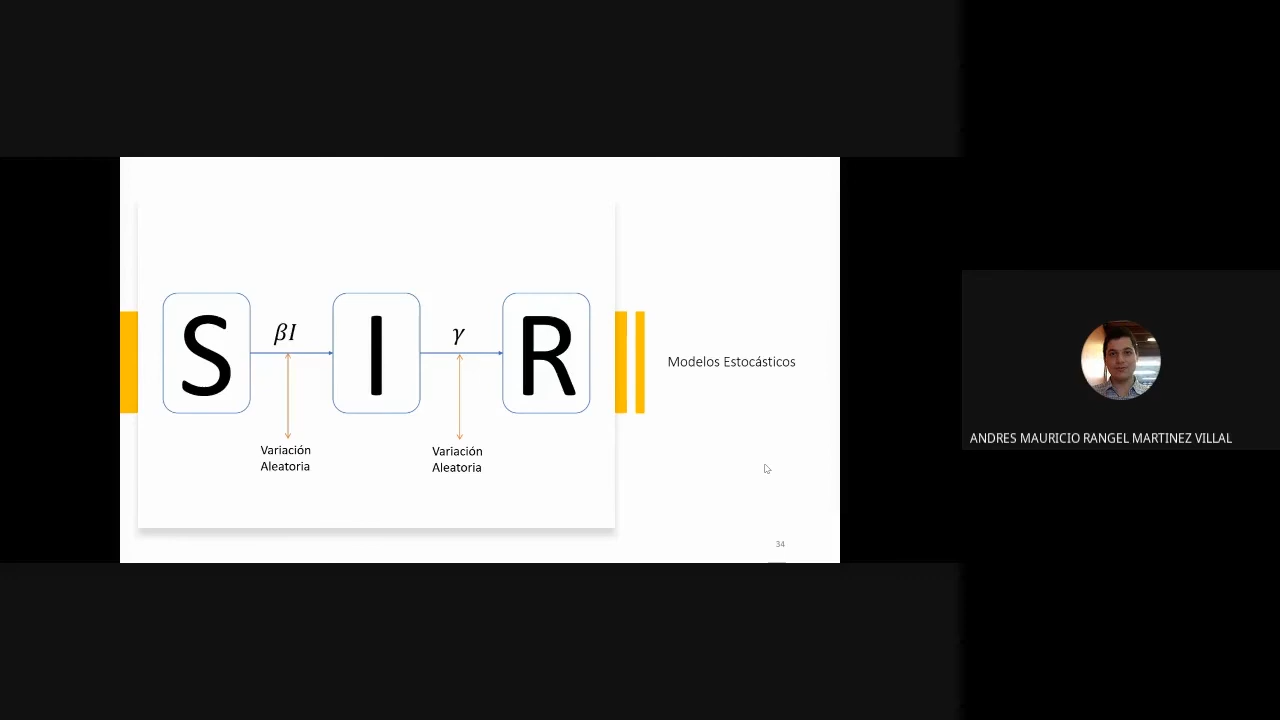 S
βI
I
γ
R
Variación
Aleatoria
Variación
Aleatoria
Modelos Estocásticos
34
ANDRES MAURICIO RANGEL MARTINEZ VILLAL